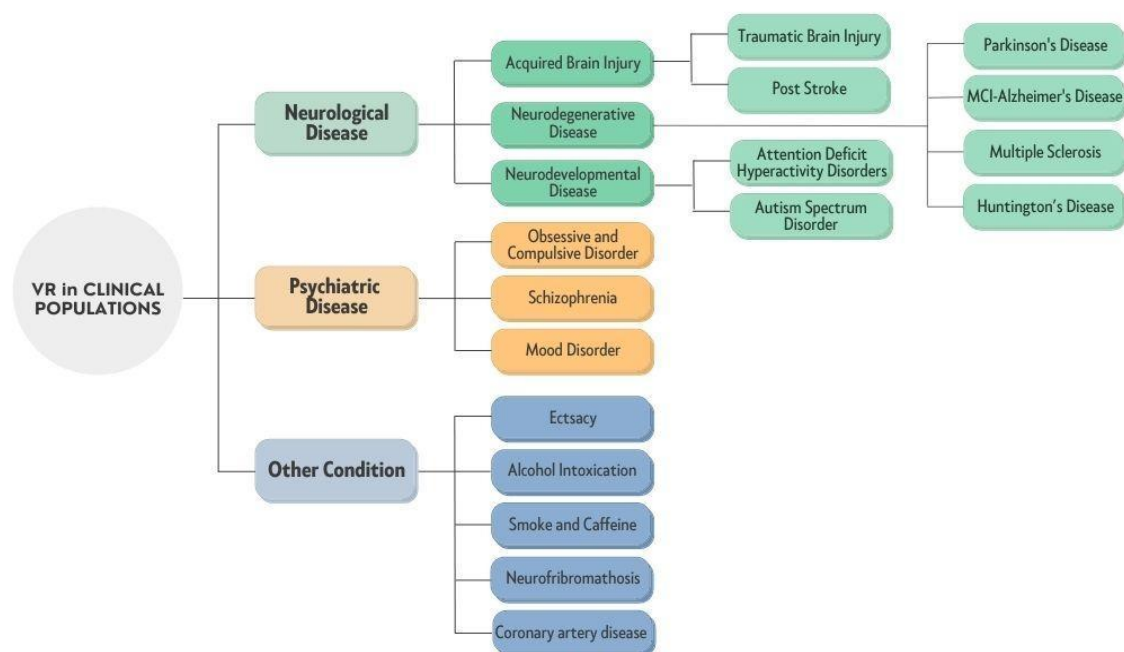 VR in CLINICAL
POPULATIONS
Neurological
Disease
Acquired Brain Injury
Traumatic Brain Injury
Post Stroke
Neurodegenerative
Disease
Parkinson's Disease
MCI-Alzheimer's Disease
Multiple Sclerosis
Huntington's Disease
Neurodevelopmental
Disease
Attention Deficit
Hyperactivity Disorders
Autism Spectrum
Disorder
Psychiatric
Disease
Obsessive and
Compulsive Disorder
Schizophrenia
Mood Disorder
Other Condition
Ectsacy
Alcohol Intoxication
Smoke and Caffeine
Neurofribromathosis
Coronary artery disease